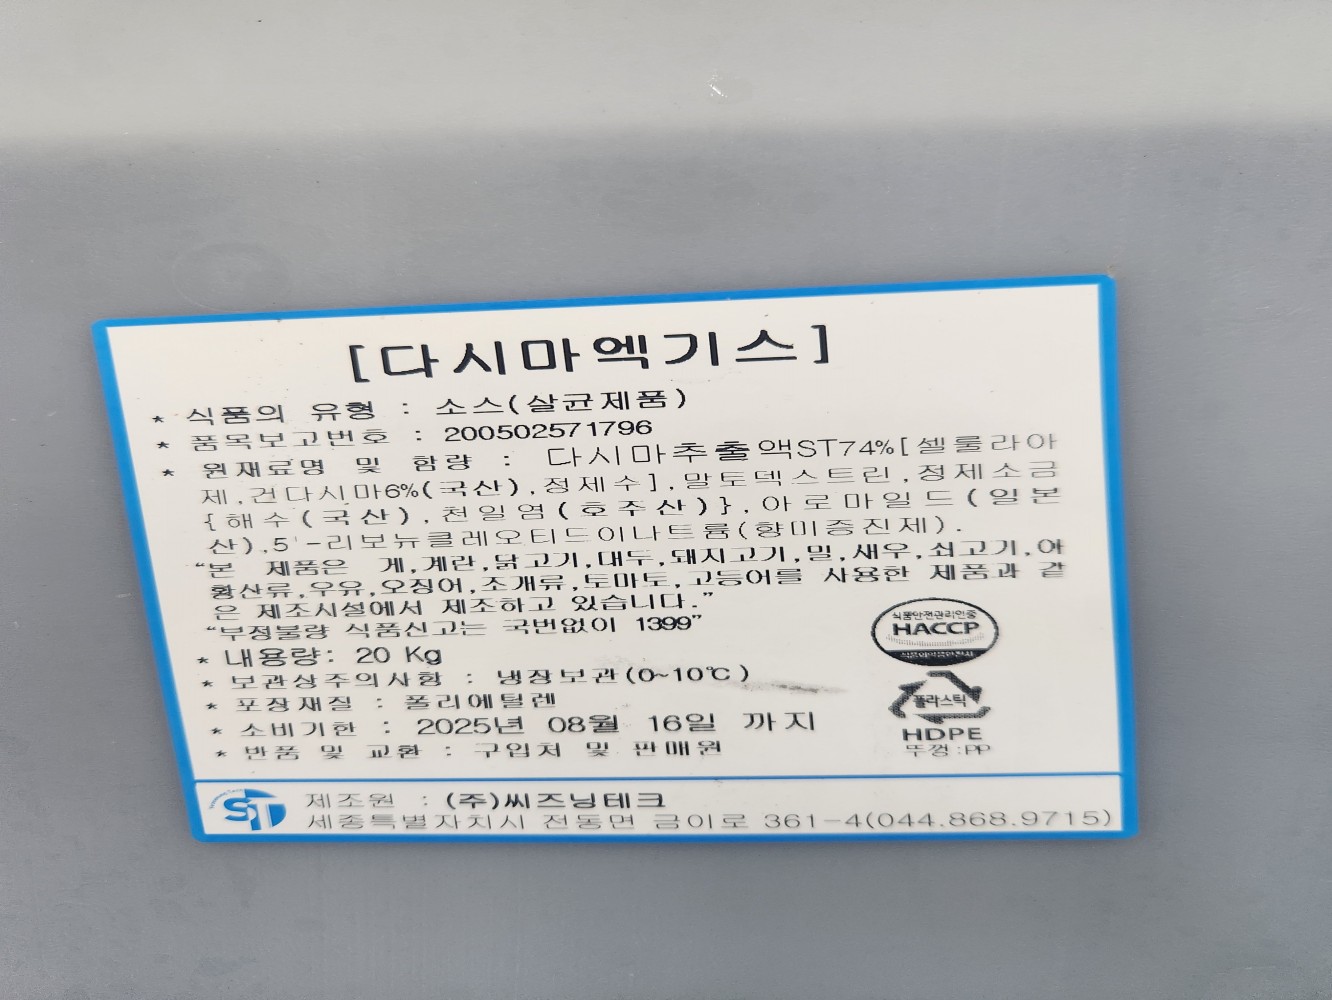 [다시마엑기스]
* 식품의 유형 : 소스(살균제품)
* 품목보고번호 : 200502571796
* 원재료명 및 함량 : 다시마추출액ST74%[셀룰라아
제,건다시마6%(국산),정제수],말토덱스트린,정제소금
{해수(국산),천일염(호주산)},아로마일드(일본
산),5'-리보뉴클레오티드이나트륨(향미증진제).
“본 제품은 게,계란,닭고기,대두,돼지고기,밀,새우,쇠고기,아
황산류,우유,오징어,조개류,토마토,고등어를 사용한 제품과 같
은 제조시설에서 제조하고 있습니다.”
“부정불량 식품신고는 국번없이 1399”
* 내용량: 20 Kg
* 보관상주의사항 : 냉장보관(0~10℃)
* 포장재질 : 폴리에틸렌
* 소비기한 : 2025년 08월 16일 까지
* 반품 및 교환 : 구입처 및 판매원
식품안전관리인증
HACCP
식품의약품안전처
플라스틱
HDPE
뚜껑:PP
ST
제조원 : (주)씨즈닝테크
세종특별자치시 전동면 금이로 361-4(044.868.9715)